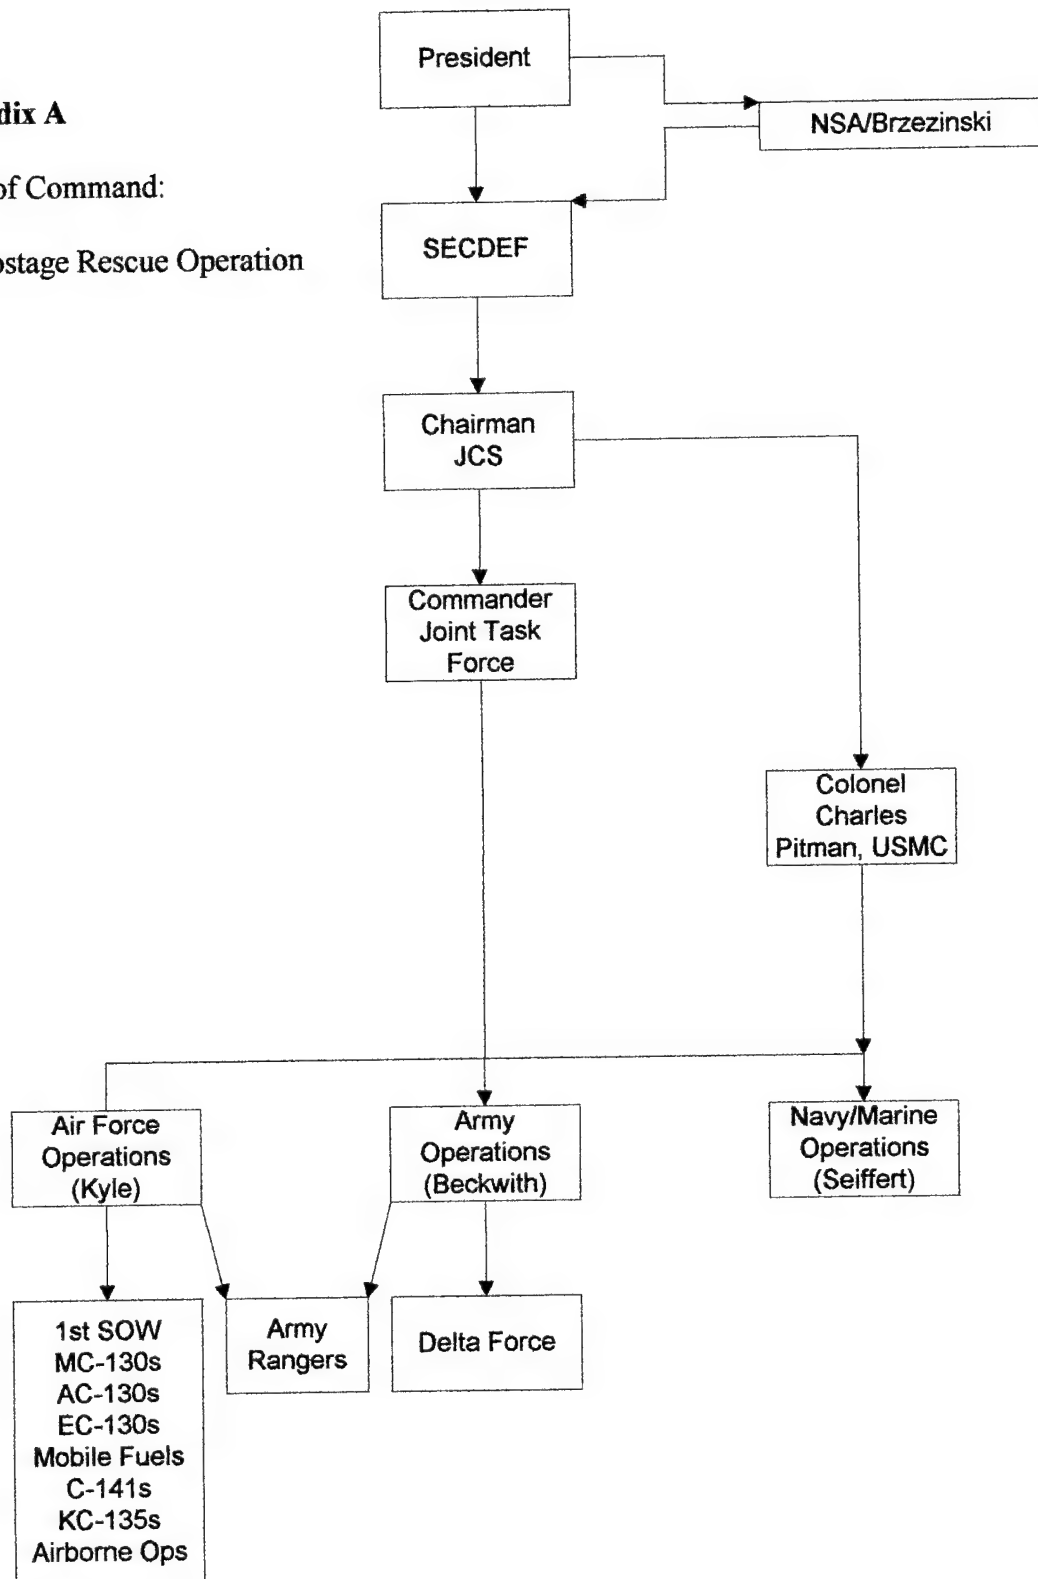 President
dix A
NSA/Brzezinski
of Command:
SECDEF
ostage Rescue Operation
Chairman
JCS
Commander
Joint Task
Force
Colonel
Charles
Pitman, USMC
Air Force
Operations
(Kyle)
Army
Operations
(Beckwith)
Navy/Marine
Operations
(Seiffert)
1st SOW
MC-130s
AC-130s
EC-130s
Mobile Fuels
C-141s
KC-135s
Airborne Ops
Army
Rangers
Delta Force